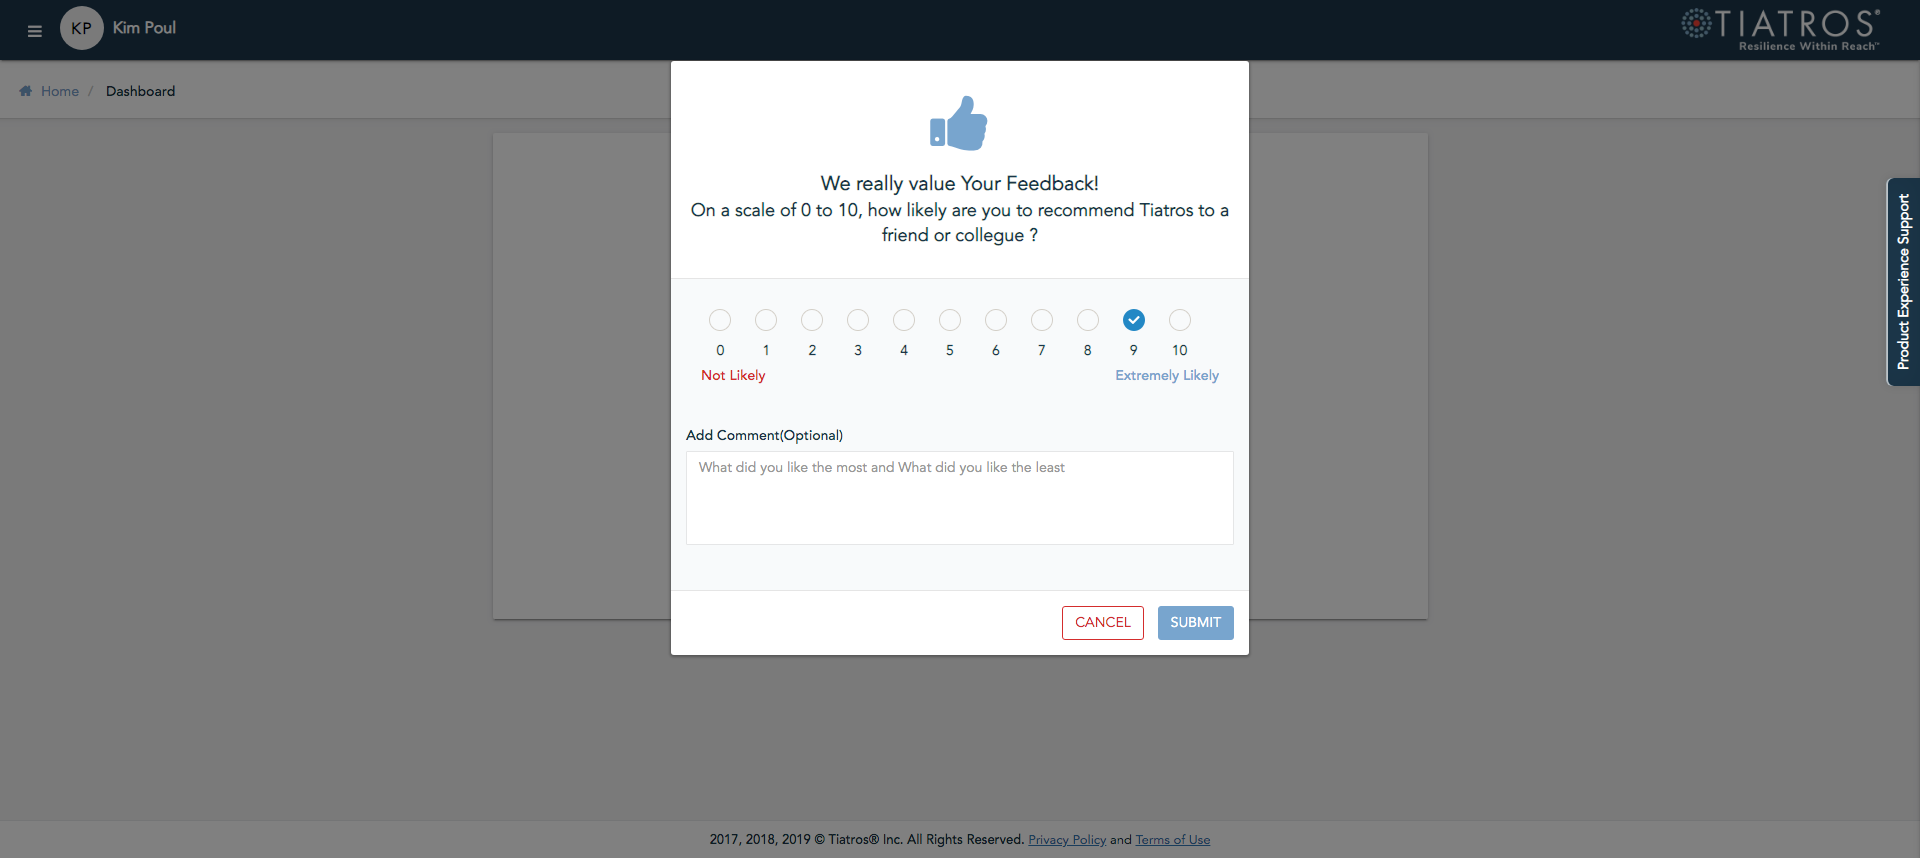 KP
Kim Poul
TIATROS®
Resilience Within Reach™
Home / Dashboard
We really value Your Feedback!
On a scale of 0 to 10, how likely are you to recommend Tiatros to a
friend or collegue ?
0 1 2 3 4 5 6 7 8 9 10
Not Likely
Extremely Likely
Add Comment(Optional)
What did you like the most and What did you like the least
CANCEL
SUBMIT
Product Experience Support
2017, 2018, 2019 © Tiatros® Inc. All Rights Reserved. Privacy Policy and Terms of Use